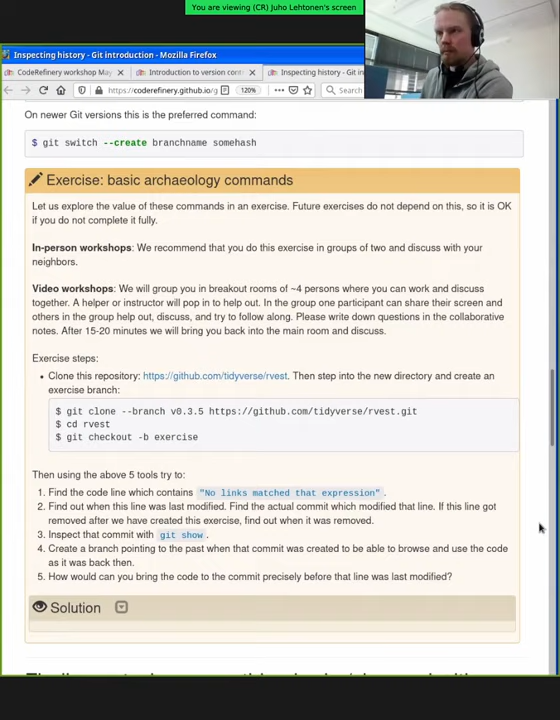 You are viewing (CR) Juho Lehtonen's screen
Inspecting history - Git introduction - Mozilla Firefox
CodeRefinery workshop May
Introduction to version cont
Inspecting history - Git in
https://coderefinery.github.io/g
120%
Search
On newer Git versions this is the preferred command:
$ git switch --create branchname somehash
Exercise: basic archaeology commands
Let us explore the value of these commands in an exercise. Future exercises do not depend on this, so it is OK
if you do not complete it fully.
In-person workshops: We recommend that you do this exercise in groups of two and discuss with your
neighbors.
Video workshops: We will group you in breakout rooms of ~4 persons where you can work and discuss
together. A helper or instructor will pop in to help out. In the group one participant can share their screen and
others in the group help out, discuss, and try to follow along. Please write down questions in the collaborative
notes. After 15-20 minutes we will bring you back into the main room and discuss.
Exercise steps:
• Clone this repository: https://github.com/tidyverse/rvest. Then step into the new directory and create an
exercise branch:
$ git clone --branch v0.3.5 https://github.com/tidyverse/rvest.git
$ cd rvest
$ git checkout -b exercise
Then using the above 5 tools try to:
1. Find the code line which contains "No links matched that expression".
2. Find out when this line was last modified. Find the actual commit which modified that line. If this line got
removed after we have created this exercise, find out when it was removed.
3. Inspect that commit with git show.
4. Create a branch pointing to the past when that commit was created to be able to browse and use the code
as it was back then.
5. How would can you bring the code to the commit precisely before that line was last modified?
Solution